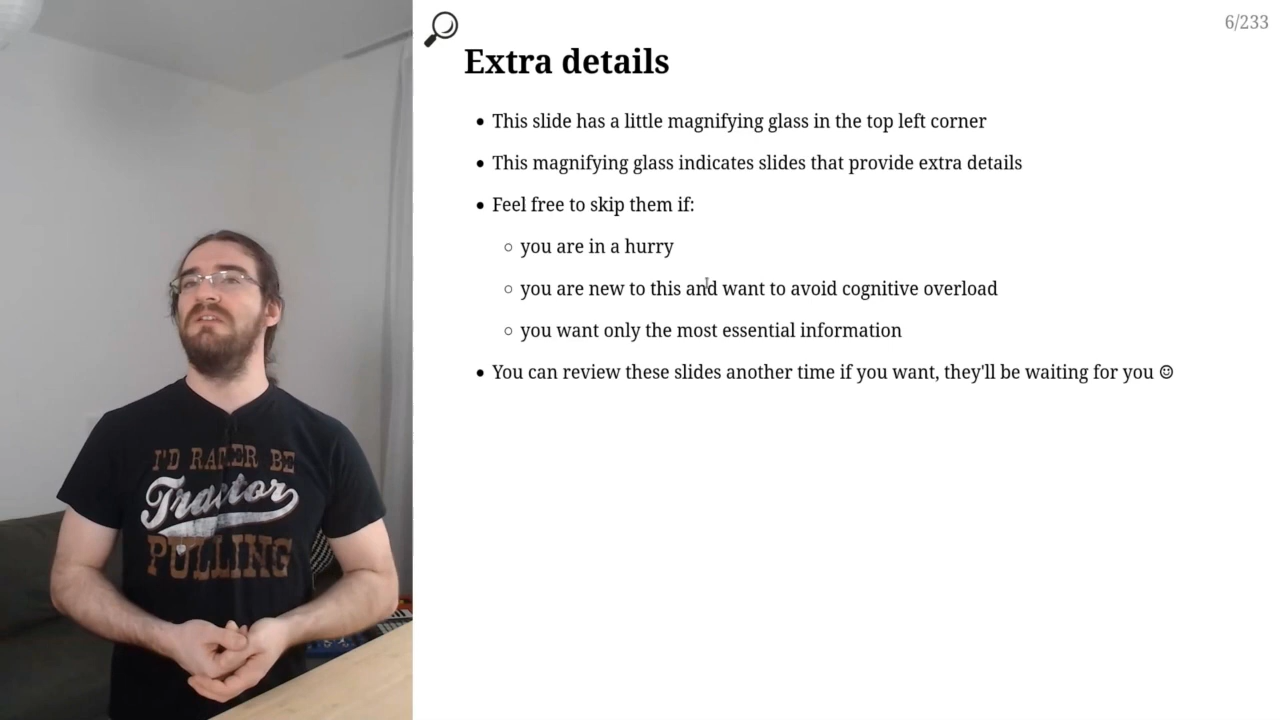 6/233
Extra details
This slide has a little magnifying glass in the top left corner
This magnifying glass indicates slides that provide extra details
Feel free to skip them if:
you are in a hurry
you are new to this and want to avoid cognitive overload
you want only the most essential information
You can review these slides another time if you want, they'll be waiting for you ☺
I'D RATHER BE
Tractor
PULLING